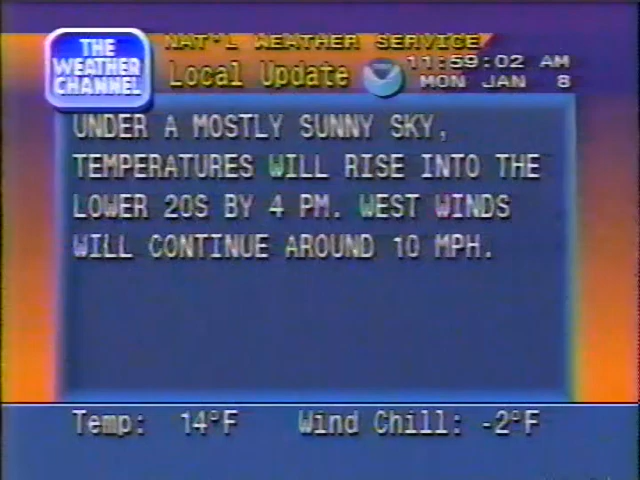 THE
WEATHER
CHANNEL
NAT'L WEATHER SERVICE
Local Update
11:59:02 AM
MON JAN 8
UNDER A MOSTLY SUNNY SKY,
TEMPERATURES WILL RISE INTO THE
LOWER 20S BY 4 PM. WEST WINDS
WILL CONTINUE AROUND 10 MPH.
Temp: 14°F Wind Chill: -2°F